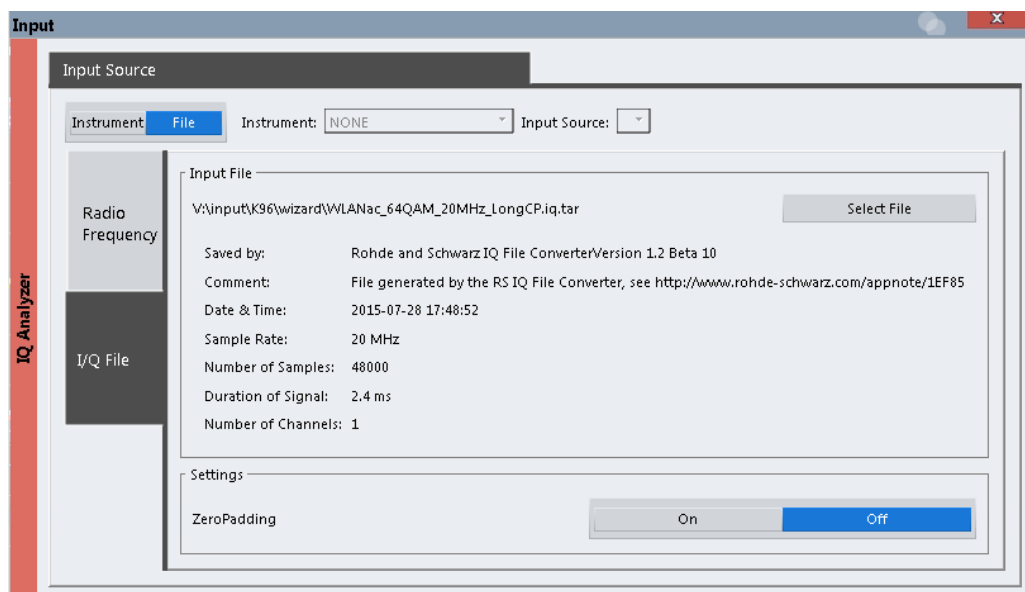 Input
X
IQ Analyzer
Input Source
Instrument File Instrument: NONE Input Source:
Radio
Frequency
I/Q File
Input File
V:\input\K96\wizard\WLANac_64QAM_20MHz_LongCP.iq.tar Select File
Saved by: Rohde and Schwarz IQ File ConverterVersion 1.2 Beta 10
Comment: File generated by the RS IQ File Converter, see http://www.rohde-schwarz.com/appnote/1EF85
Date & Time: 2015-07-28 17:48:52
Sample Rate: 20 MHz
Number of Samples: 48000
Duration of Signal: 2.4 ms
Number of Channels: 1
Settings
ZeroPadding On Off